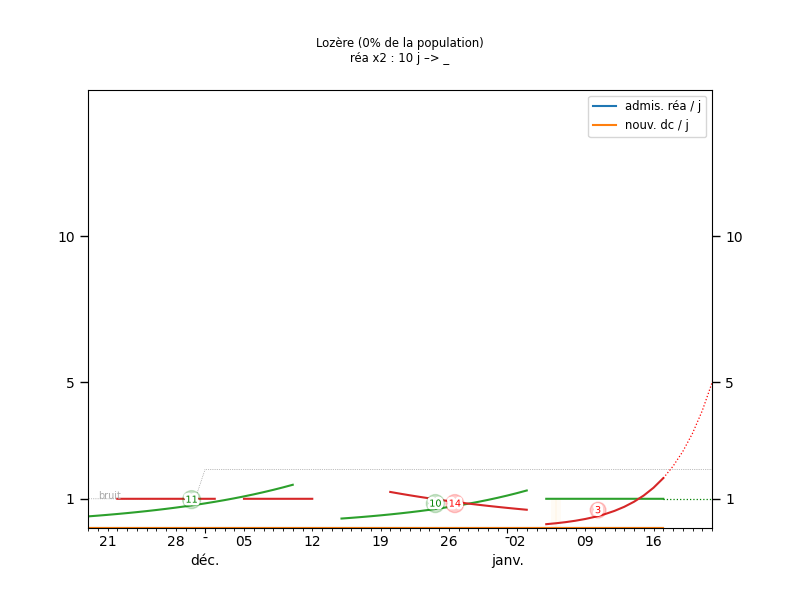 Lozère (0% de la population)
réa x2 : 10 j –> _
admis. réa / j
nouv. dc / j
10
10
5
5
bruit
11
10
14
3
1
1
21
28
05
12
19
26
02
09
16
déc.
janv.